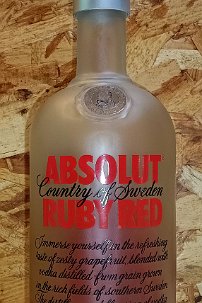 ABSOLUT
Country of Sweden
RUBY RED
Immerse yourself in the refreshing
taste of zesty grapefruit, blended with
vodka distilled from grain grown
in the rich fields of southern Sweden.
The